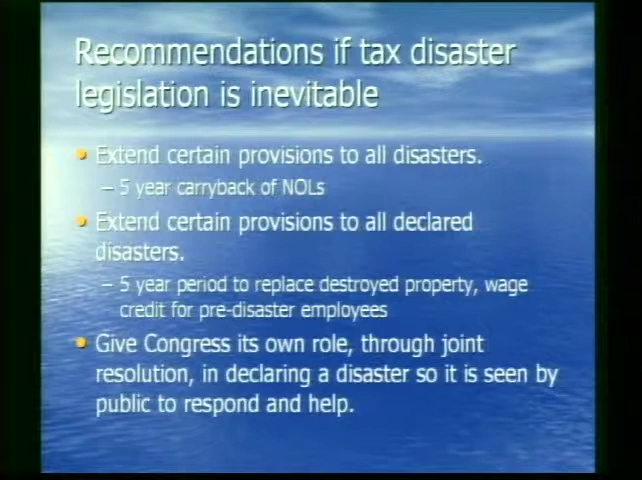 Recommendations if tax disaster
legislation is inevitable
• Extend certain provisions to all disasters.
– 5 year carryback of NOLs
• Extend certain provisions to all declared
disasters.
– 5 year period to replace destroyed property, wage
credit for pre-disaster employees
• Give Congress its own role, through joint
resolution, in declaring a disaster so it is seen by
public to respond and help.